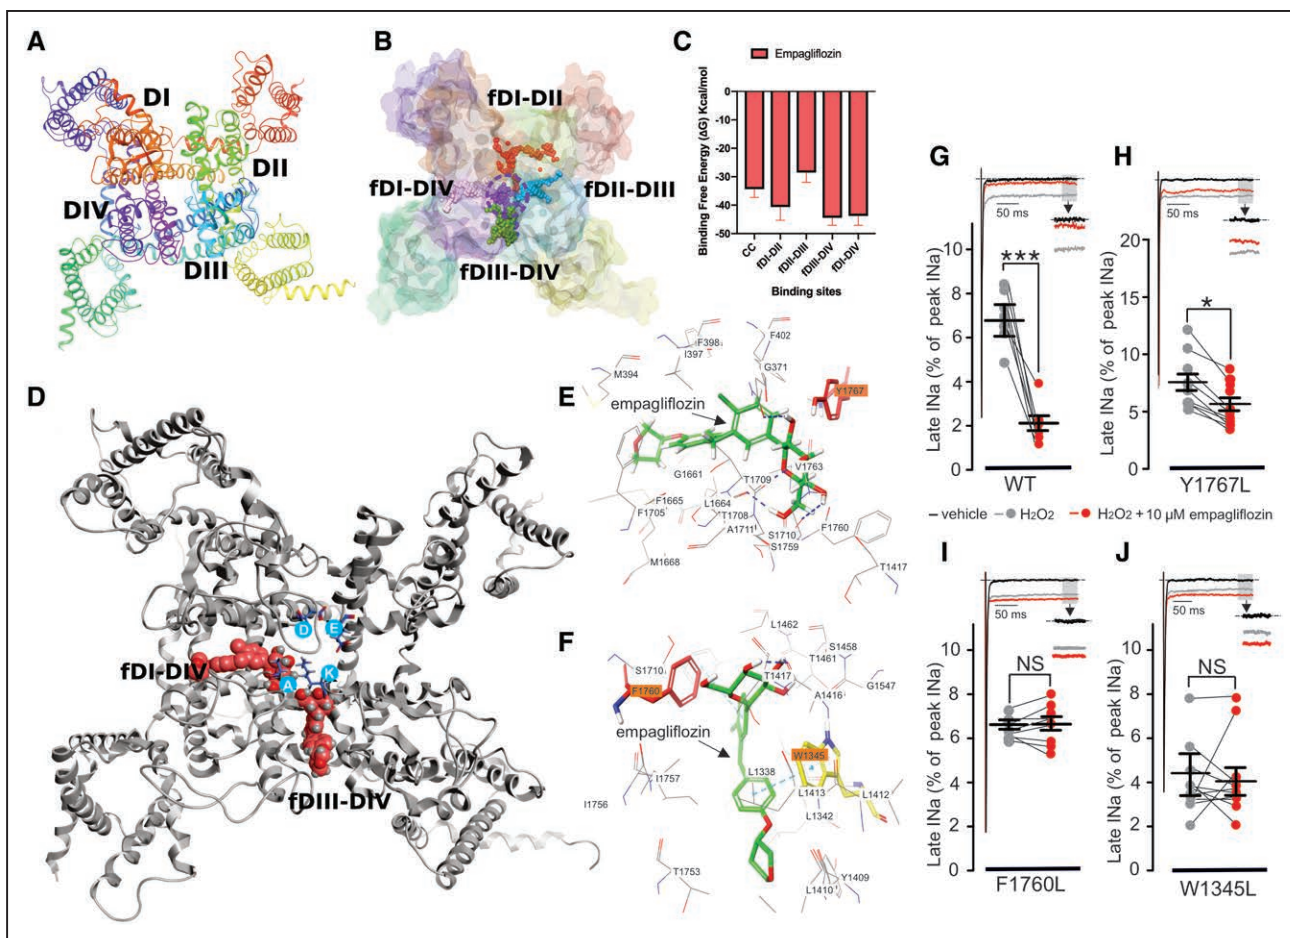 A
DI
DII
DIV
DIII
B
fDI-DII
fDI-DIV
fDII-DIII
fDIII-DIV
C
Empagliflozin
Binding Free Energy (ΔG) Kcal/mol
0
-10
-20
-30
-40
-50
CC
fDI-DII
fDII-DIII
fDIII-DIV
fDI-DIV
Binding sites
D
D
E
A
K
fDI-DIV
fDIII-DIV
E
F398
I397
F402
M394
G371
Y1767
empagliflozin
G1661
V1763
T1709
F1665
L1664
F1705
T1708
A1711
S1710
F1760
S1759
M1668
T1417
F
L1462
S1710
T1461
S1458
F1760
T1417
G1547
A1416
empagliflozin
W1345
L1338
I1757
L1413
L1412
I1756
L1342
T1753
Y1409
L1410
G
50 ms
Late INa (% of peak INa)
10
8
6
4
2
0
***
WT
H
50 ms
Late INa (% of peak INa)
20
15
10
5
0
*
Y1767L
vehicle H2O2 H2O2 + 10 μM empagliflozin
I
50 ms
Late INa (% of peak INa)
10
8
6
4
2
0
NS
F1760L
J
50 ms
Late INa (% of peak INa)
10
8
6
4
2
0
NS
W1345L